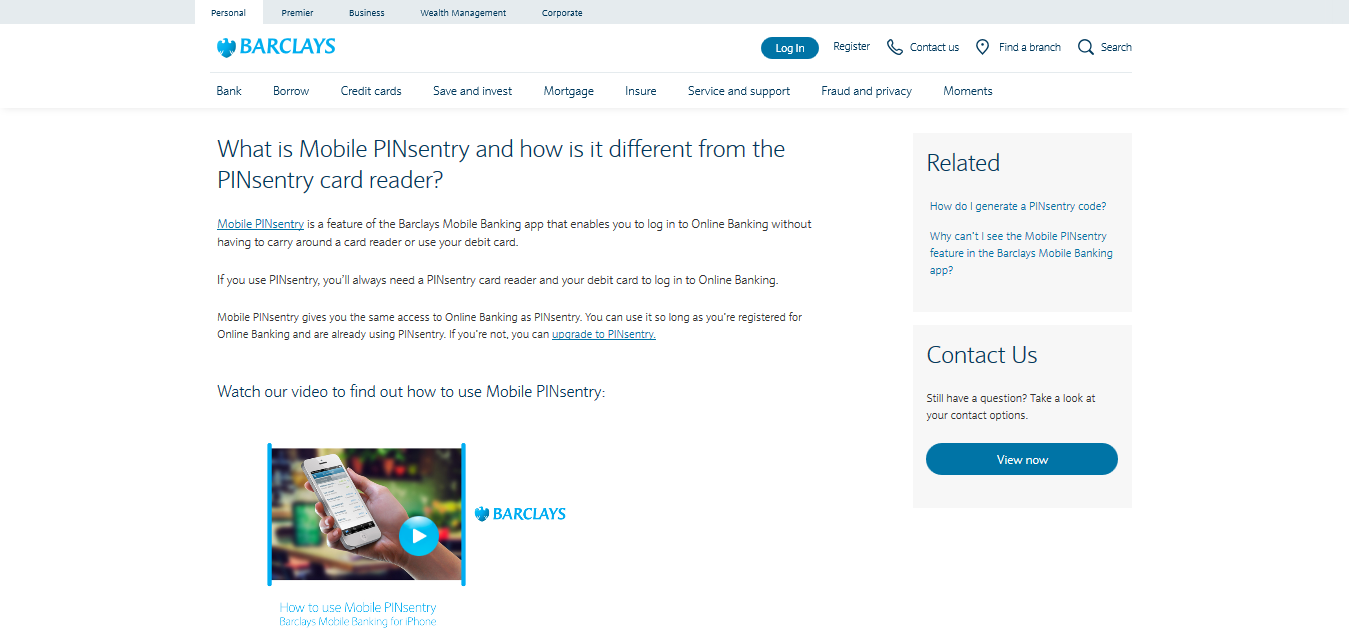 Personal Premier Business Wealth Management Corporate
BARCLAYS
Log In Register Contact us Find a branch Search
Bank Borrow Credit cards Save and invest Mortgage Insure Service and support Fraud and privacy Moments
What is Mobile PINsentry and how is it different from the
PINsentry card reader?
Mobile PINsentry is a feature of the Barclays Mobile Banking app that enables you to log in to Online Banking without
having to carry around a card reader or use your debit card.
If you use PINsentry, you'll always need a PINsentry card reader and your debit card to log in to Online Banking.
Mobile PINsentry gives you the same access to Online Banking as PINsentry. You can use it so long as you're registered for
Online Banking and are already using PINsentry. If you're not, you can upgrade to PINsentry.
Watch our video to find out how to use Mobile PINsentry:
BARCLAYS
How to use Mobile PINsentry
Barclays Mobile Banking for iPhone
Related
How do I generate a PINsentry code?
Why can't I see the Mobile PINsentry
feature in the Barclays Mobile Banking
app?
Contact Us
Still have a question? Take a look at
your contact options.
View now